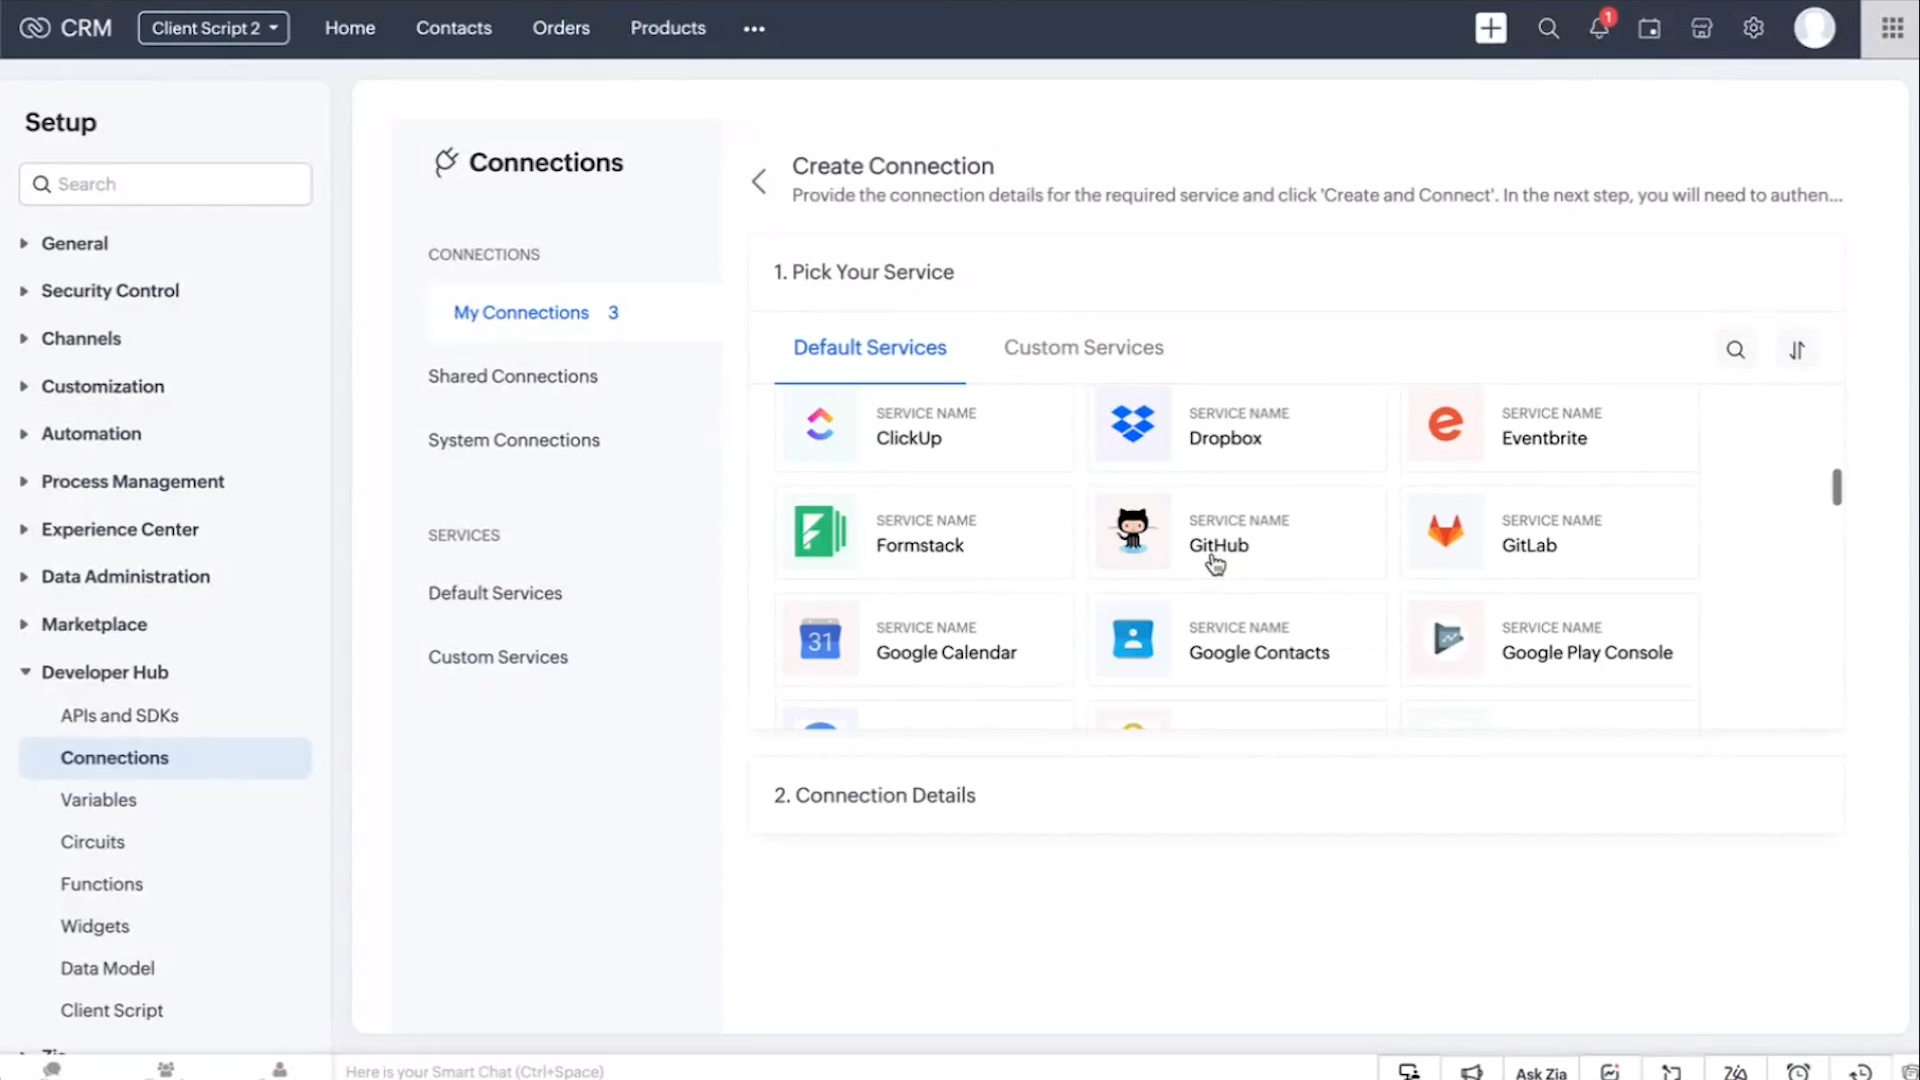 CRM
Client Script 2
Home
Contacts
Orders
Products
1
Setup
Search
General
Security Control
Channels
Customization
Automation
Process Management
Experience Center
Data Administration
Marketplace
Developer Hub
APIs and SDKs
Connections
Variables
Circuits
Functions
Widgets
Data Model
Client Script
Connections
CONNECTIONS
My Connections 3
Shared Connections
System Connections
SERVICES
Default Services
Custom Services
Create Connection
Provide the connection details for the required service and click 'Create and Connect'. In the next step, you will need to authen...
1. Pick Your Service
Default Services
Custom Services
SERVICE NAME
ClickUp
SERVICE NAME
Dropbox
SERVICE NAME
Eventbrite
SERVICE NAME
Formstack
SERVICE NAME
GitHub
SERVICE NAME
GitLab
31
SERVICE NAME
Google Calendar
SERVICE NAME
Google Contacts
SERVICE NAME
Google Play Console
2. Connection Details
Here is your Smart Chat (Ctrl+Space)
Ask Zia